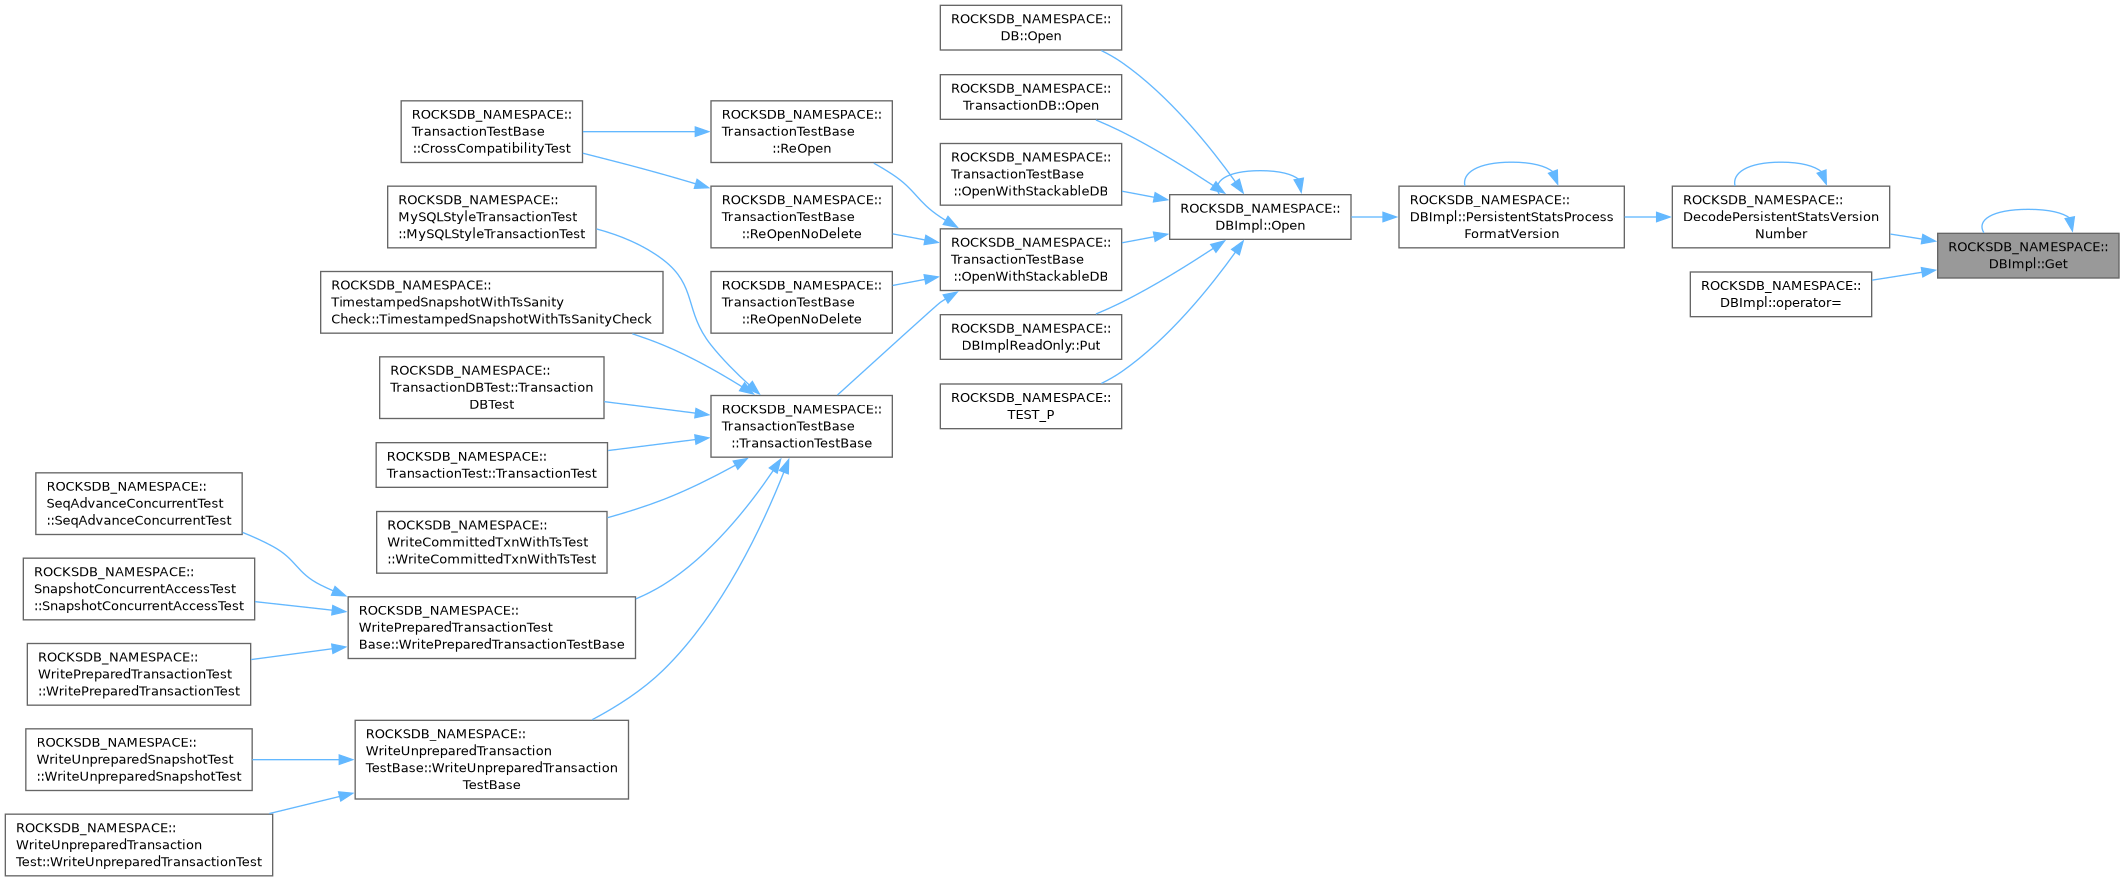 ROCKSDB_NAMESPACE::
DB::Open
ROCKSDB_NAMESPACE::
TransactionDB::Open
ROCKSDB_NAMESPACE::
TransactionTestBase
::CrossCompatibilityTest
ROCKSDB_NAMESPACE::
TransactionTestBase
::ReOpen
ROCKSDB_NAMESPACE::
TransactionTestBase
::OpenWithStackableDB
ROCKSDB_NAMESPACE::
MySQLStyleTransactionTest
::MySQLStyleTransactionTest
ROCKSDB_NAMESPACE::
TransactionTestBase
::ReOpenNoDelete
ROCKSDB_NAMESPACE::
DBImpl::Open
ROCKSDB_NAMESPACE::
DBImpl::PersistentStatsProcess
FormatVersion
ROCKSDB_NAMESPACE::
DecodePersistentStatsVersion
Number
ROCKSDB_NAMESPACE::
DBImpl::Get
ROCKSDB_NAMESPACE::
TransactionTestBase
::OpenWithStackableDB
ROCKSDB_NAMESPACE::
TimestampedSnapshotWithTsSanity
Check::TimestampedSnapshotWithTsSanityCheck
ROCKSDB_NAMESPACE::
TransactionTestBase
::ReOpenNoDelete
ROCKSDB_NAMESPACE::
DBImpl::operator=
ROCKSDB_NAMESPACE::
DBImplReadOnly::Put
ROCKSDB_NAMESPACE::
TransactionDBTest::Transaction
DBTest
ROCKSDB_NAMESPACE::
TEST_P
ROCKSDB_NAMESPACE::
TransactionTestBase
::TransactionTestBase
ROCKSDB_NAMESPACE::
TransactionTest::TransactionTest
ROCKSDB_NAMESPACE::
SeqAdvanceConcurrentTest
::SeqAdvanceConcurrentTest
ROCKSDB_NAMESPACE::
WriteCommittedTxnWithTsTest
::WriteCommittedTxnWithTsTest
ROCKSDB_NAMESPACE::
SnapshotConcurrentAccessTest
::SnapshotConcurrentAccessTest
ROCKSDB_NAMESPACE::
WritePreparedTransactionTest
Base::WritePreparedTransactionTestBase
ROCKSDB_NAMESPACE::
WritePreparedTransactionTest
::WritePreparedTransactionTest
ROCKSDB_NAMESPACE::
WriteUnpreparedTransaction
TestBase::WriteUnpreparedTransaction
TestBase
ROCKSDB_NAMESPACE::
WriteUnpreparedSnapshotTest
::WriteUnpreparedSnapshotTest
ROCKSDB_NAMESPACE::
WriteUnpreparedTransaction
Test::WriteUnpreparedTransactionTest